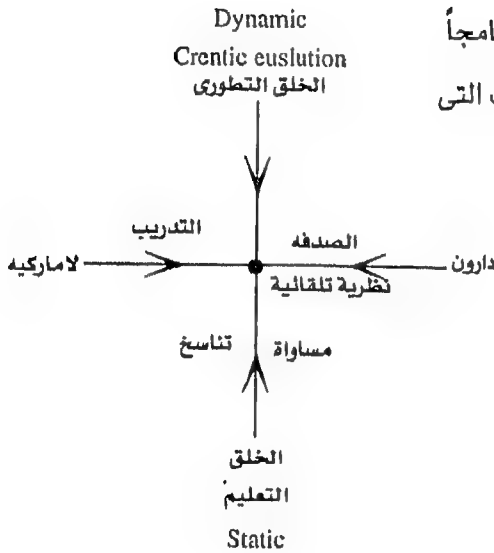 Dynamic
Crentic euslution
الخلق التطورى
امجاً
التى
التدريب
الصدفه
لاماركيه
دارون
نظرية تلقائية
تناسخ
مساواة
الخلق
التعليم
Static